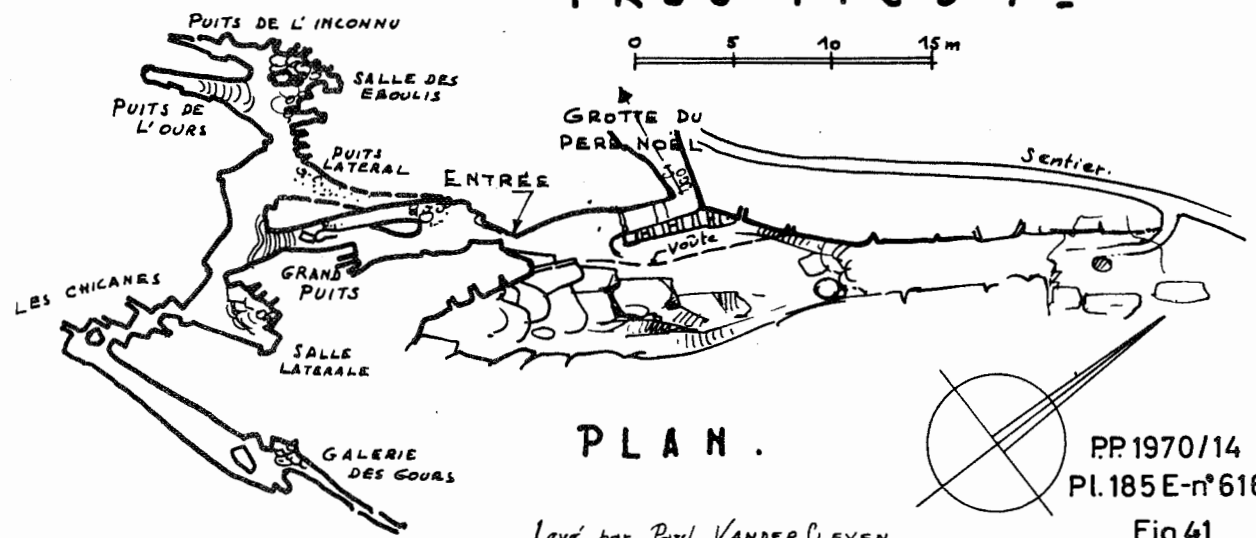 PUITS DE L'INCONNU
0 5 10 15 m
SALLE DES
EBOULIS
PUITS DE
L'OURS
GROTTE DU
PERE NOËL
PUITS
LATERAL
ENTRÉE
Sentier.
Voûte
GRAND
PUITS
LES CHICANES
SALLE
LATERALE
GALERIE
DES GOURS
PLAN.
P.P. 1970/14
Pl. 185 E-n° 616
Fig 41
Levé par Paul VANDERSLEYEN